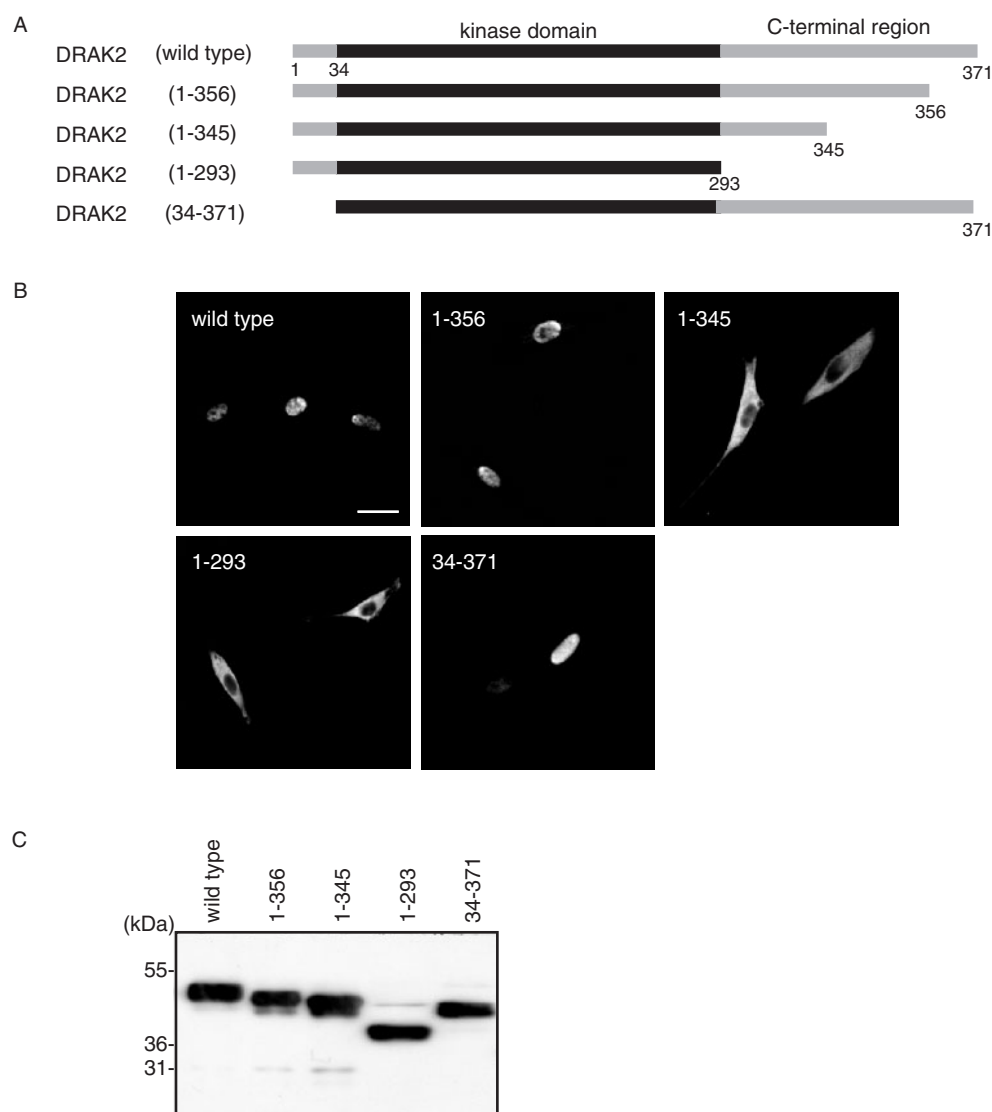 A
kinase domain
C-terminal region
DRAK2 (wild type)
1 34 371
DRAK2 (1-356)
356
DRAK2 (1-345)
345
DRAK2 (1-293)
293
DRAK2 (34-371)
371
B
wild type
1-356
1-345
1-293
34-371
C
wild type
1-356
1-345
1-293
34-371
(kDa)
55-
36-
31-